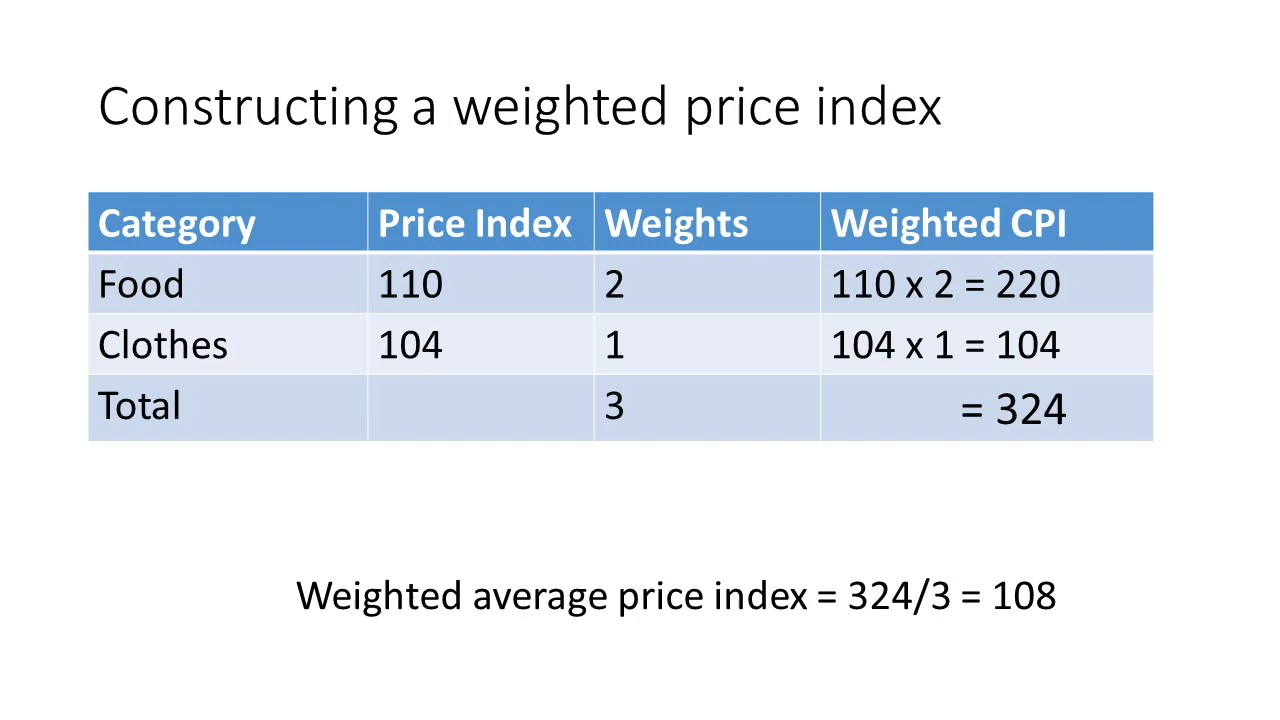 Constructing a weighted price index
Category Price Index Weights Weighted CPI
Food 110 2 110 x 2 = 220
Clothes 104 1 104 x 1 = 104
Total 3 = 324
Weighted average price index = 324/3 = 108